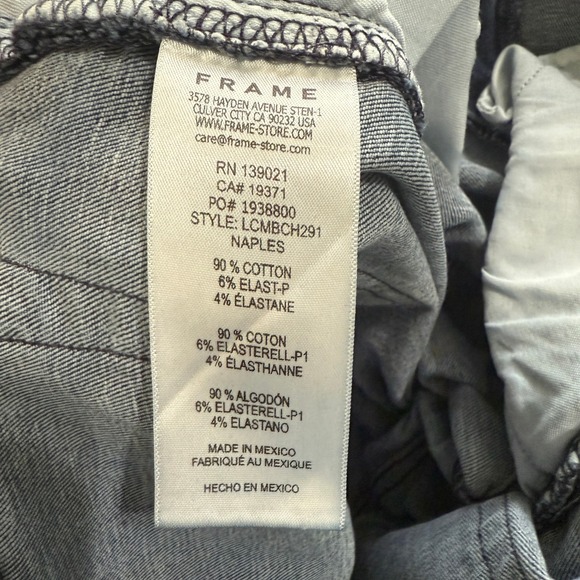 FRAME
3578 HAYDEN AVENUE STEN-1
CULVER CITY CA 90232 USA
WWW.FRAME-STORE.COM
care@frame-store.com
RN 139021
CA# 19371
PO# 1938800
STYLE: LCMBCH291
NAPLES
90 % COTTON
6% ELAST-P
4% ÉLASTANE
90 % COTON
6% ELASTERELL-P1
4% ÉLASTHANNE
90 % ALGODÓN
6% ELASTERELL-P1
4% ELASTANO
MADE IN MEXICO
FABRIQUÉ AU MEXIQUE
HECHO EN MEXICO